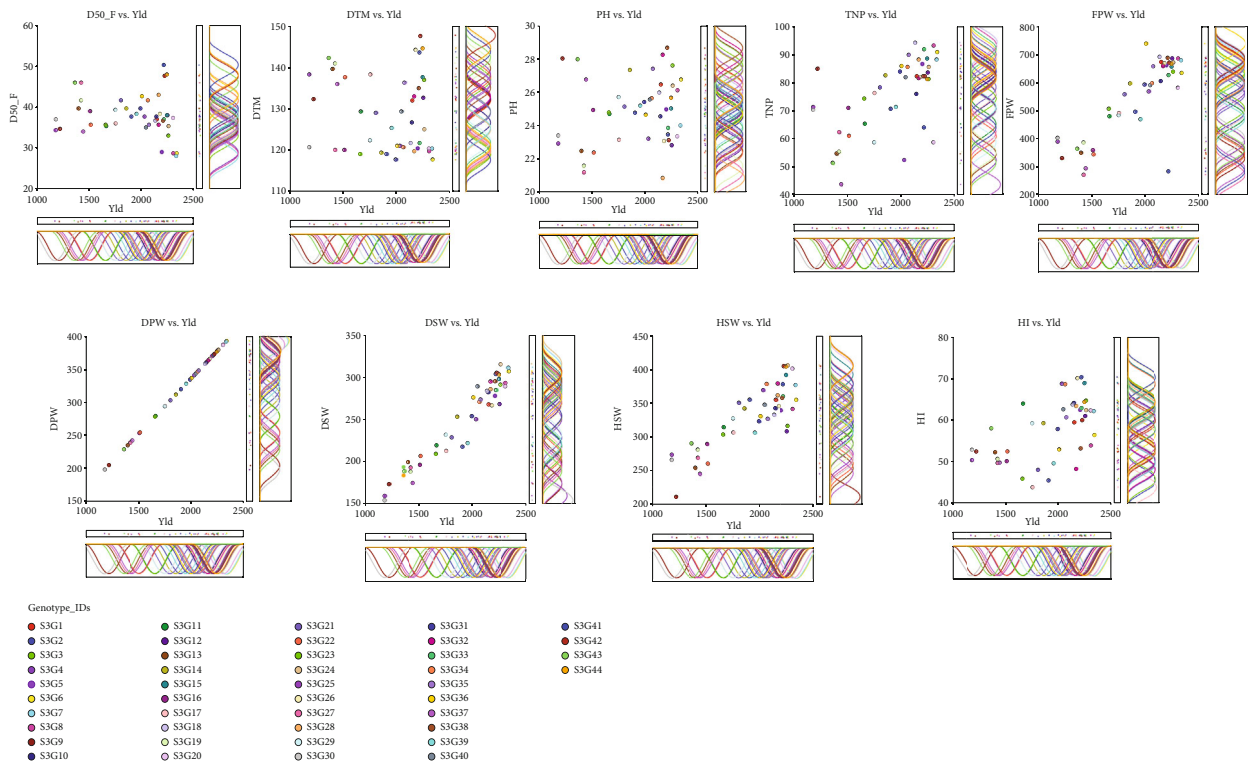 D50_F vs. Yld
DTM vs. Yld
PH vs. Yld
TNP vs. Yld
FPW vs. Yld
60
50
40
30
20
D50_F
1000 1500 2000 2500
Yld
150
140
130
120
110
DTM
1000 1500 2000 2500
Yld
30
28
26
24
22
20
PH
1000 1500 2000 2500
Yld
100
90
80
70
60
50
40
TNP
1000 1500 2000 2500
Yld
800
700
600
500
400
300
200
FPW
1000 1500 2000 2500
Yld
DPW vs. Yld
DSW vs. Yld
HSW vs. Yld
HI vs. Yld
400
350
300
250
200
150
DPW
1000 1500 2000 2500
Yld
350
300
250
200
150
DSW
1000 1500 2000 2500
Yld
450
400
350
300
250
200
HSW
1000 1500 2000 2500
Yld
80
70
60
50
40
HI
1000 1500 2000 2500
Yld
Genotype_IDs
S3G1
S3G2
S3G3
S3G4
S3G5
S3G6
S3G7
S3G8
S3G9
S3G10
S3G11
S3G12
S3G13
S3G14
S3G15
S3G16
S3G17
S3G18
S3G19
S3G20
S3G21
S3G22
S3G23
S3G24
S3G25
S3G26
S3G27
S3G28
S3G29
S3G30
S3G31
S3G32
S3G33
S3G34
S3G35
S3G36
S3G37
S3G38
S3G39
S3G40
S3G41
S3G42
S3G43
S3G44